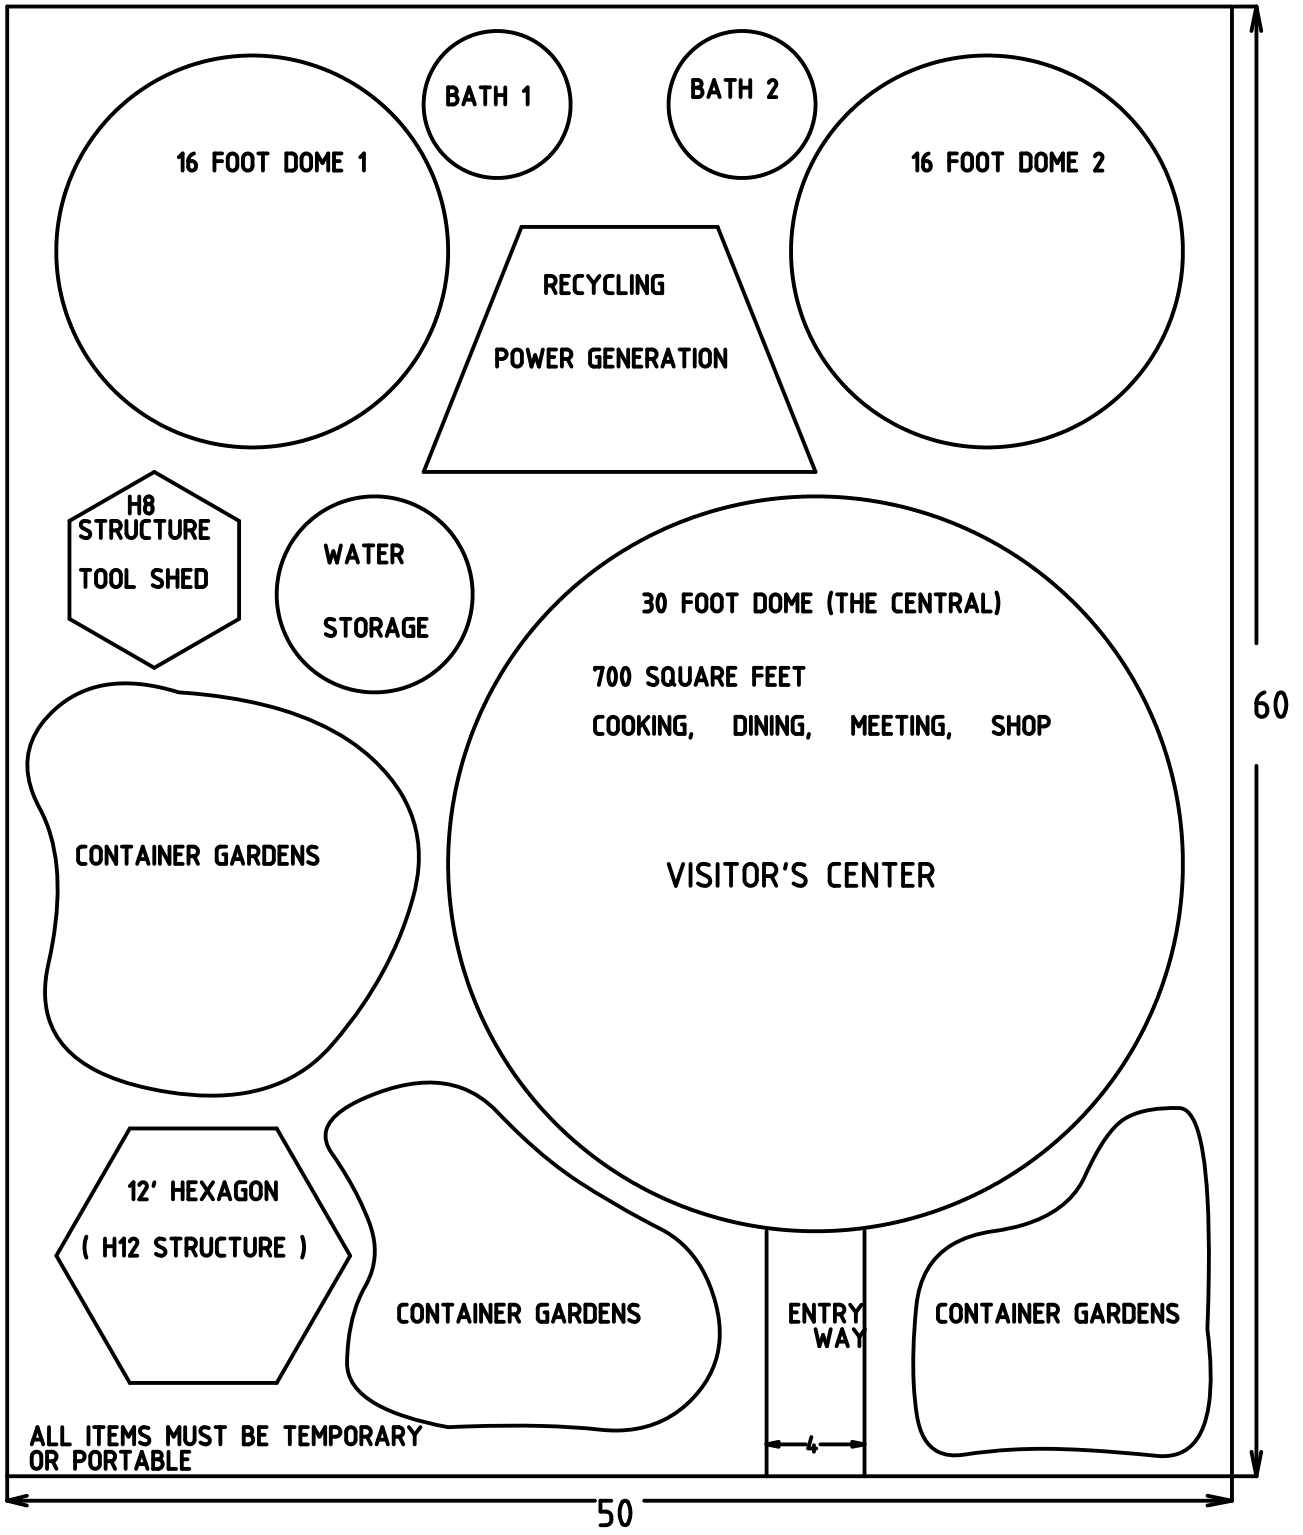 BATH 1
BATH 2
16 FOOT DOME 1
16 FOOT DOME 2
RECYCLING
POWER GENERATION
H8
STRUCTURE
TOOL SHED
WATER
STORAGE
30 FOOT DOME (THE CENTRAL)
700 SQUARE FEET
COOKING, DINING, MEETING, SHOP
60
CONTAINER GARDENS
VISITOR'S CENTER
12' HEXAGON
( H12 STRUCTURE )
CONTAINER GARDENS
ENTRY
WAY
CONTAINER GARDENS
4
ALL ITEMS MUST BE TEMPORARY
OR PORTABLE
50